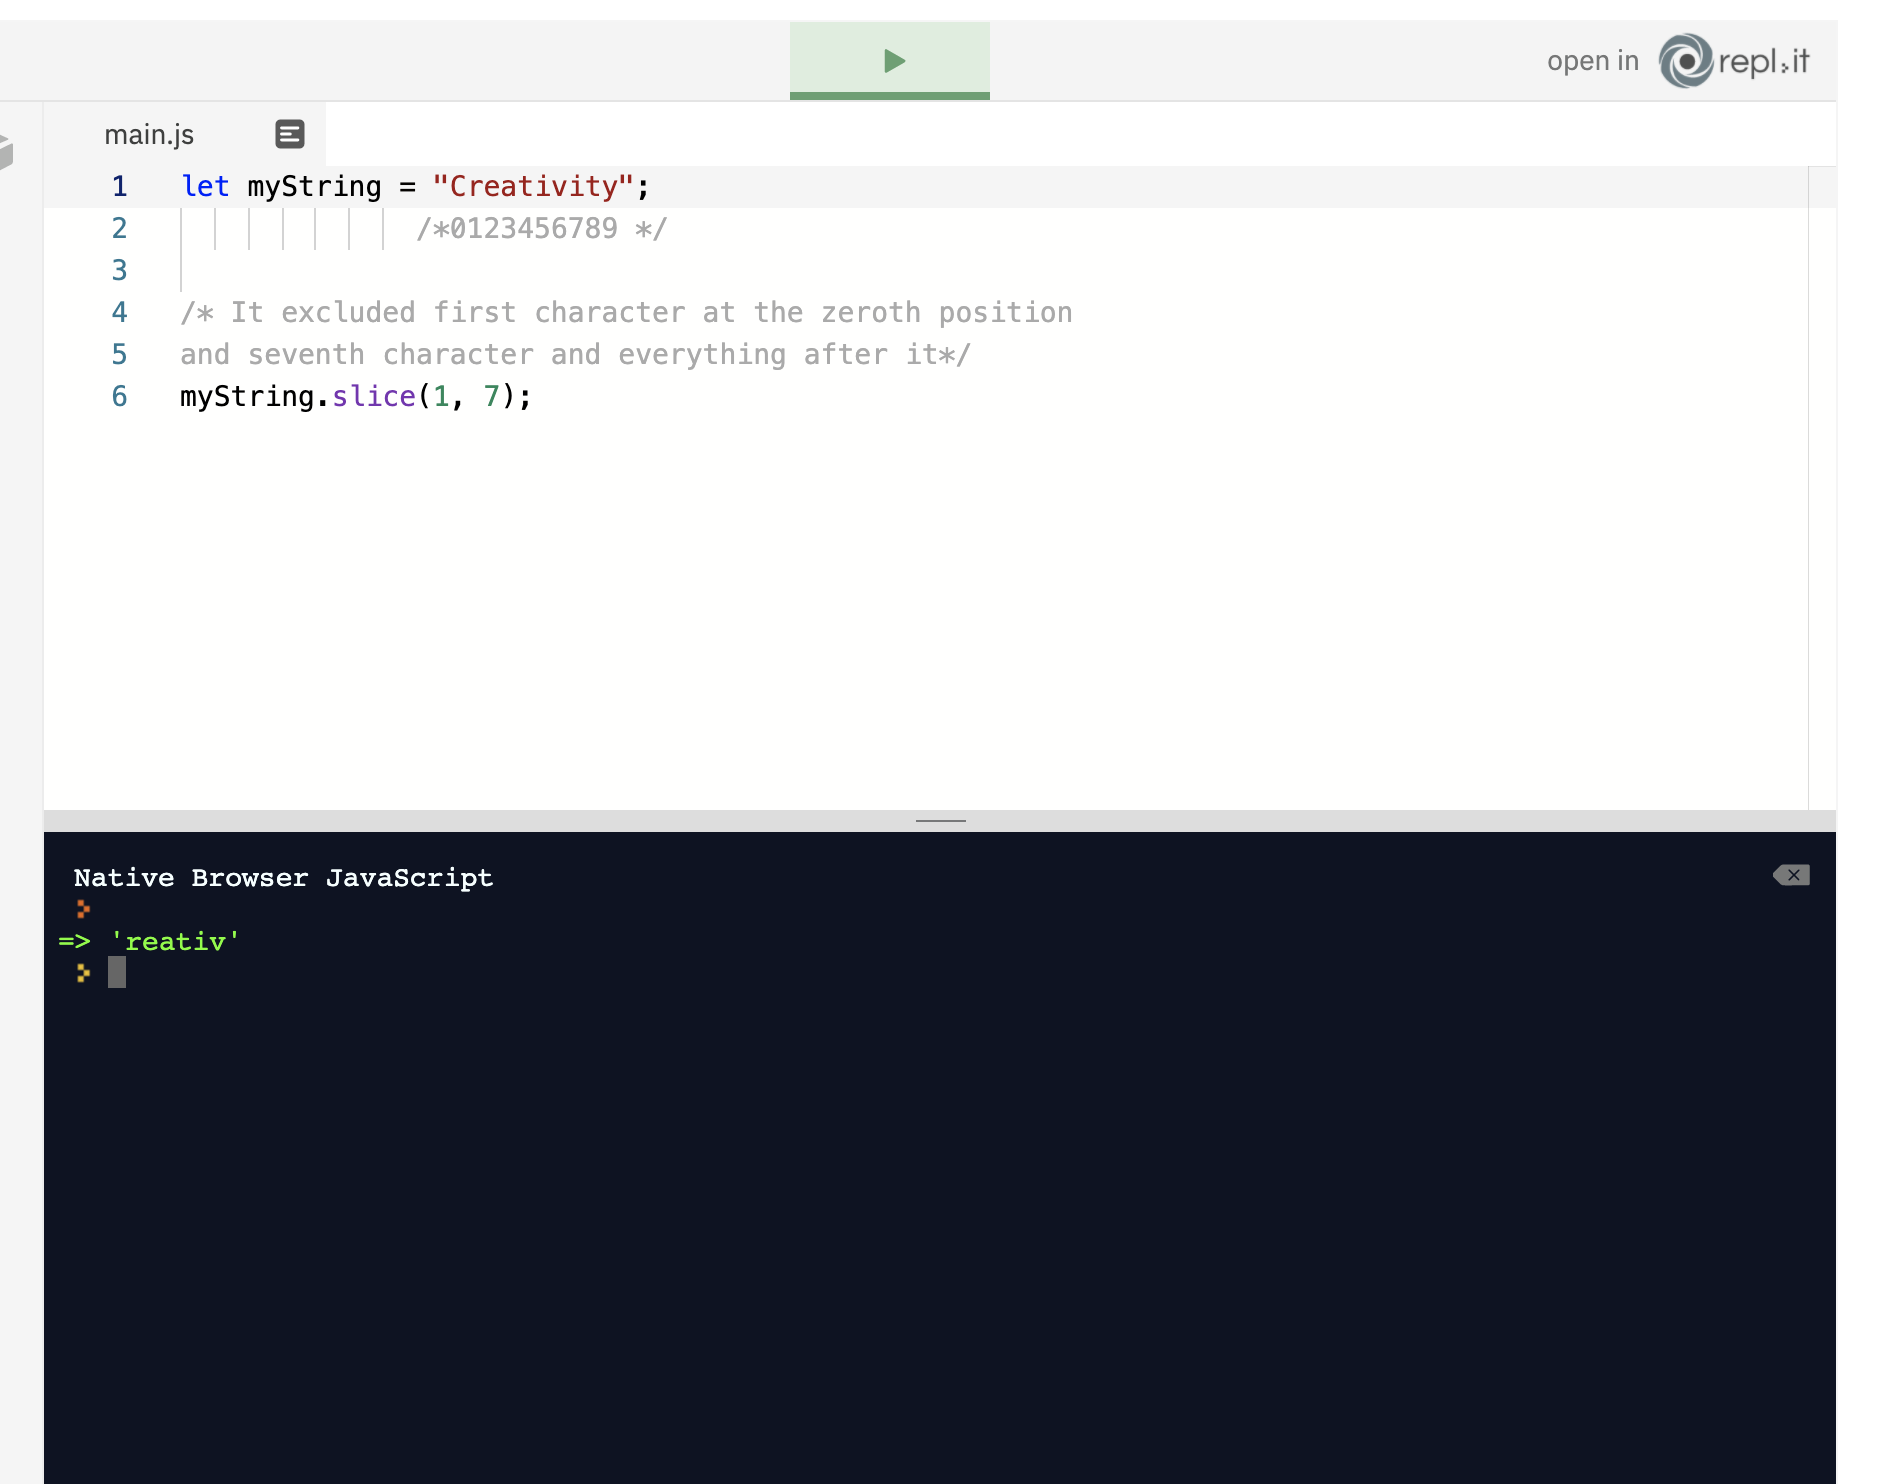 open in repl.it
main.js
1 let myString = "Creativity";
2 /*0123456789 */
3
4 /* It excluded first character at the zeroth position
5 and seventh character and everything after it*/
6 myString.slice(1, 7);
Native Browser JavaScript
=> 'reativ'